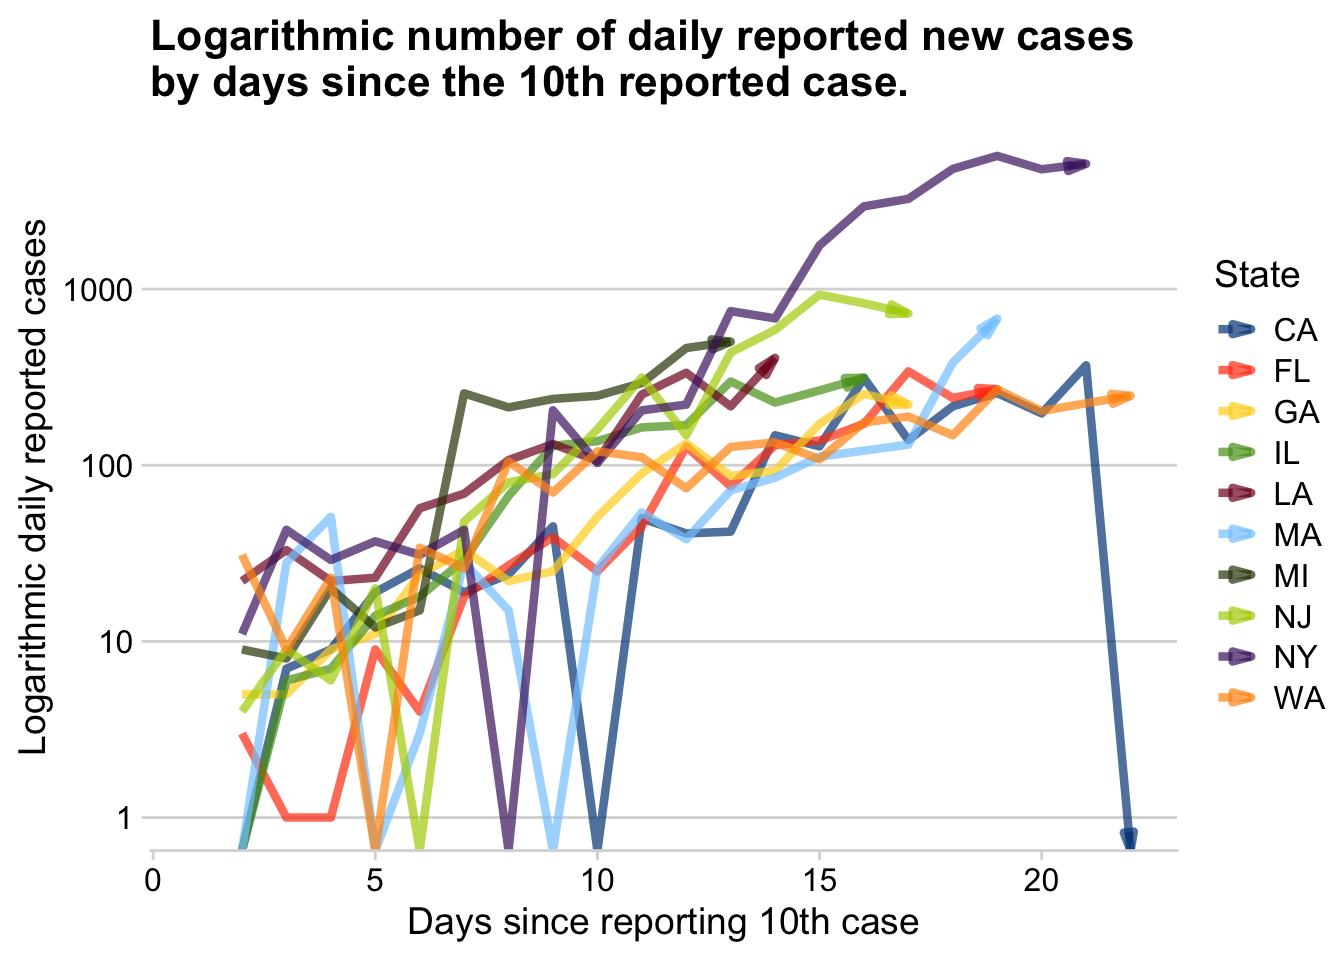 Logarithmic number of daily reported new cases
by days since the 10th reported case.
Logarithmic daily reported cases
1000
100
10
1
0
5
10
15
20
Days since reporting 10th case
State
CA
FL
GA
IL
LA
MA
MI
NJ
NY
WA